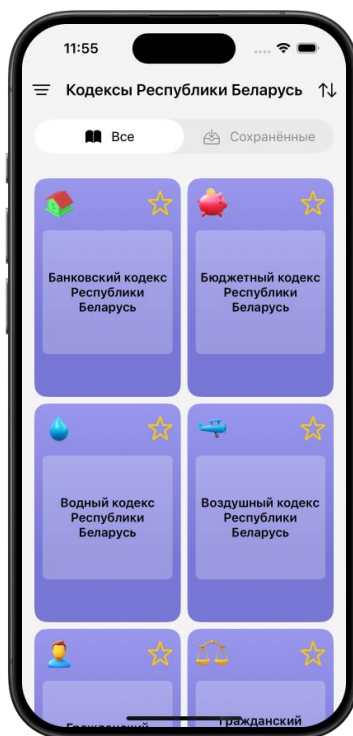 11:55
Кодексы Республики Беларусь
Все
Сохранённые
Банковский кодекс
Республики
Беларусь
Бюджетный кодекс
Республики
Беларусь
Водный кодекс
Республики
Беларусь
Воздушный кодекс
Республики
Беларусь
Гражданский
Гражданский